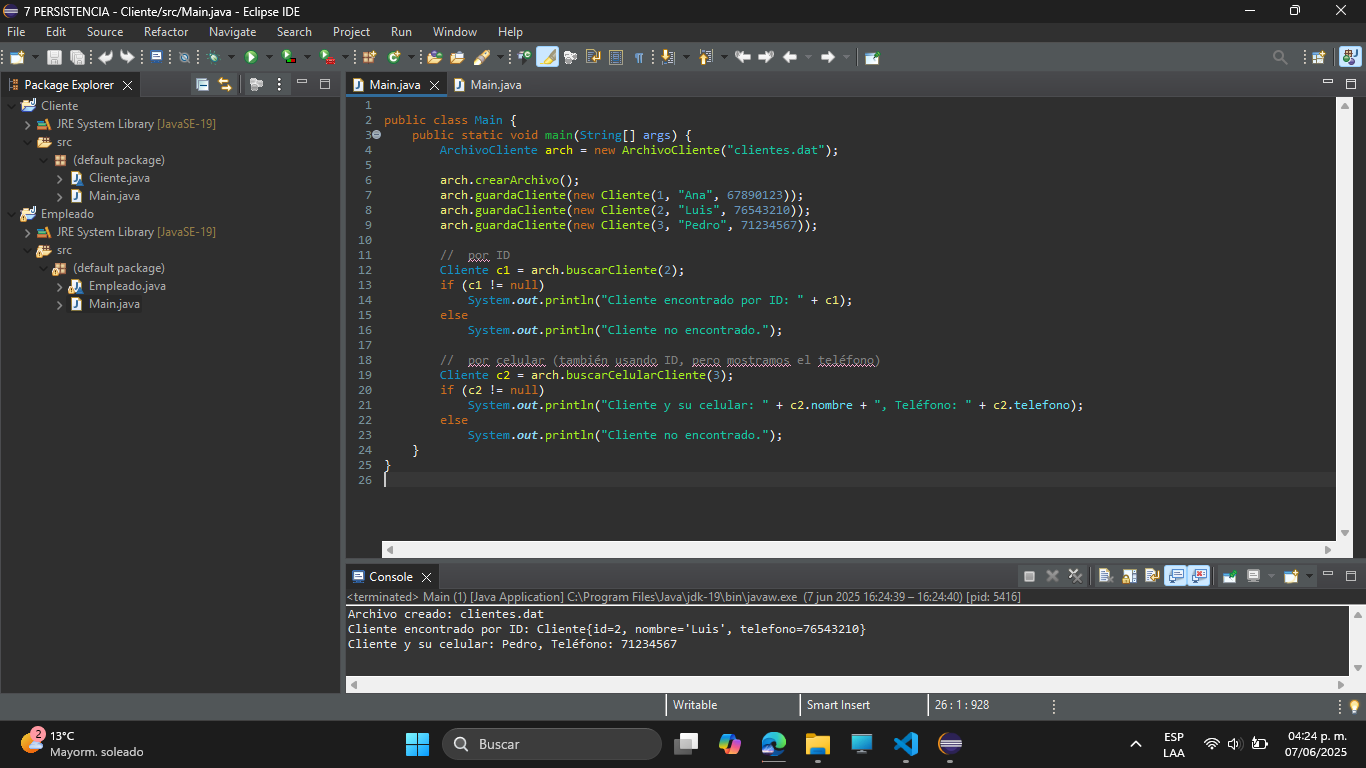 7 PERSISTENCIA - Cliente/src/Main.java - Eclipse IDE
File Edit Source Refactor Navigate Search Project Run Window Help
Package Explorer
Cliente
JRE System Library [JavaSE-19]
src
(default package)
Cliente.java
Main.java
Empleado
JRE System Library [JavaSE-19]
src
(default package)
Empleado.java
Main.java
Main.java
Main.java
1
2 public class Main {
3 public static void main(String[] args) {
4 ArchivoCliente arch = new ArchivoCliente("clientes.dat");
5
6 arch.crearArchivo();
7 arch.guardaCliente(new Cliente(1, "Ana", 67890123));
8 arch.guardaCliente(new Cliente(2, "Luis", 76543210));
9 arch.guardaCliente(new Cliente(3, "Pedro", 71234567));
10
11 // por ID
12 Cliente c1 = arch.buscarCliente(2);
13 if (c1 != null)
14 System.out.println("Cliente encontrado por ID: " + c1);
15 else
16 System.out.println("Cliente no encontrado.");
17
18 // por celular (también usando ID, pero mostramos el teléfono)
19 Cliente c2 = arch.buscarCelularCliente(3);
20 if (c2 != null)
21 System.out.println("Cliente y su celular: " + c2.nombre + ", Teléfono: " + c2.telefono);
22 else
23 System.out.println("Cliente no encontrado.");
24 }
25 }
26
Console
<terminated> Main (1) [Java Application] C:\Program Files\Java\jdk-19\bin\javaw.exe (7 jun 2025 16:24:39 – 16:24:40) [pid: 5416]
Archivo creado: clientes.dat
Cliente encontrado por ID: Cliente{id=2, nombre='Luis', telefono=76543210}
Cliente y su celular: Pedro, Teléfono: 71234567
Writable
Smart Insert
26 : 1 : 928
2
13°C
Mayorm. soleado
Buscar
ESP
LAA
04:24 p. m.
07/06/2025